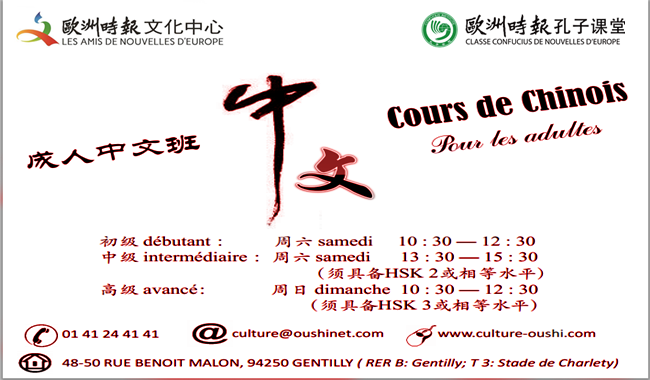 歐洲時報文化中心
LES AMIS DE NOUVELLES D'EUROPE
歐洲時報孔子课堂
CLASSE CONFUCIUS DE NOUVELLES D'EUROPE
Cours de Chinois
Pour les adultes
成人中文班
中文
初级 débutant : 周六 samedi 10 : 30 — 12 : 30
中级 intermédiaire : 周六 samedi 13 : 30 — 15 : 30
(须具备HSK 2或相等水平)
高级 avancé: 周日 dimanche 10 : 30 — 12 : 30
(须具备HSK 3或相等水平)
01 41 24 41 41 @ culture@oushinet.com www.culture-oushi.com
48-50 RUE BENOIT MALON, 94250 GENTILLY ( RER B: Gentilly; T 3: Stade de Charlety)